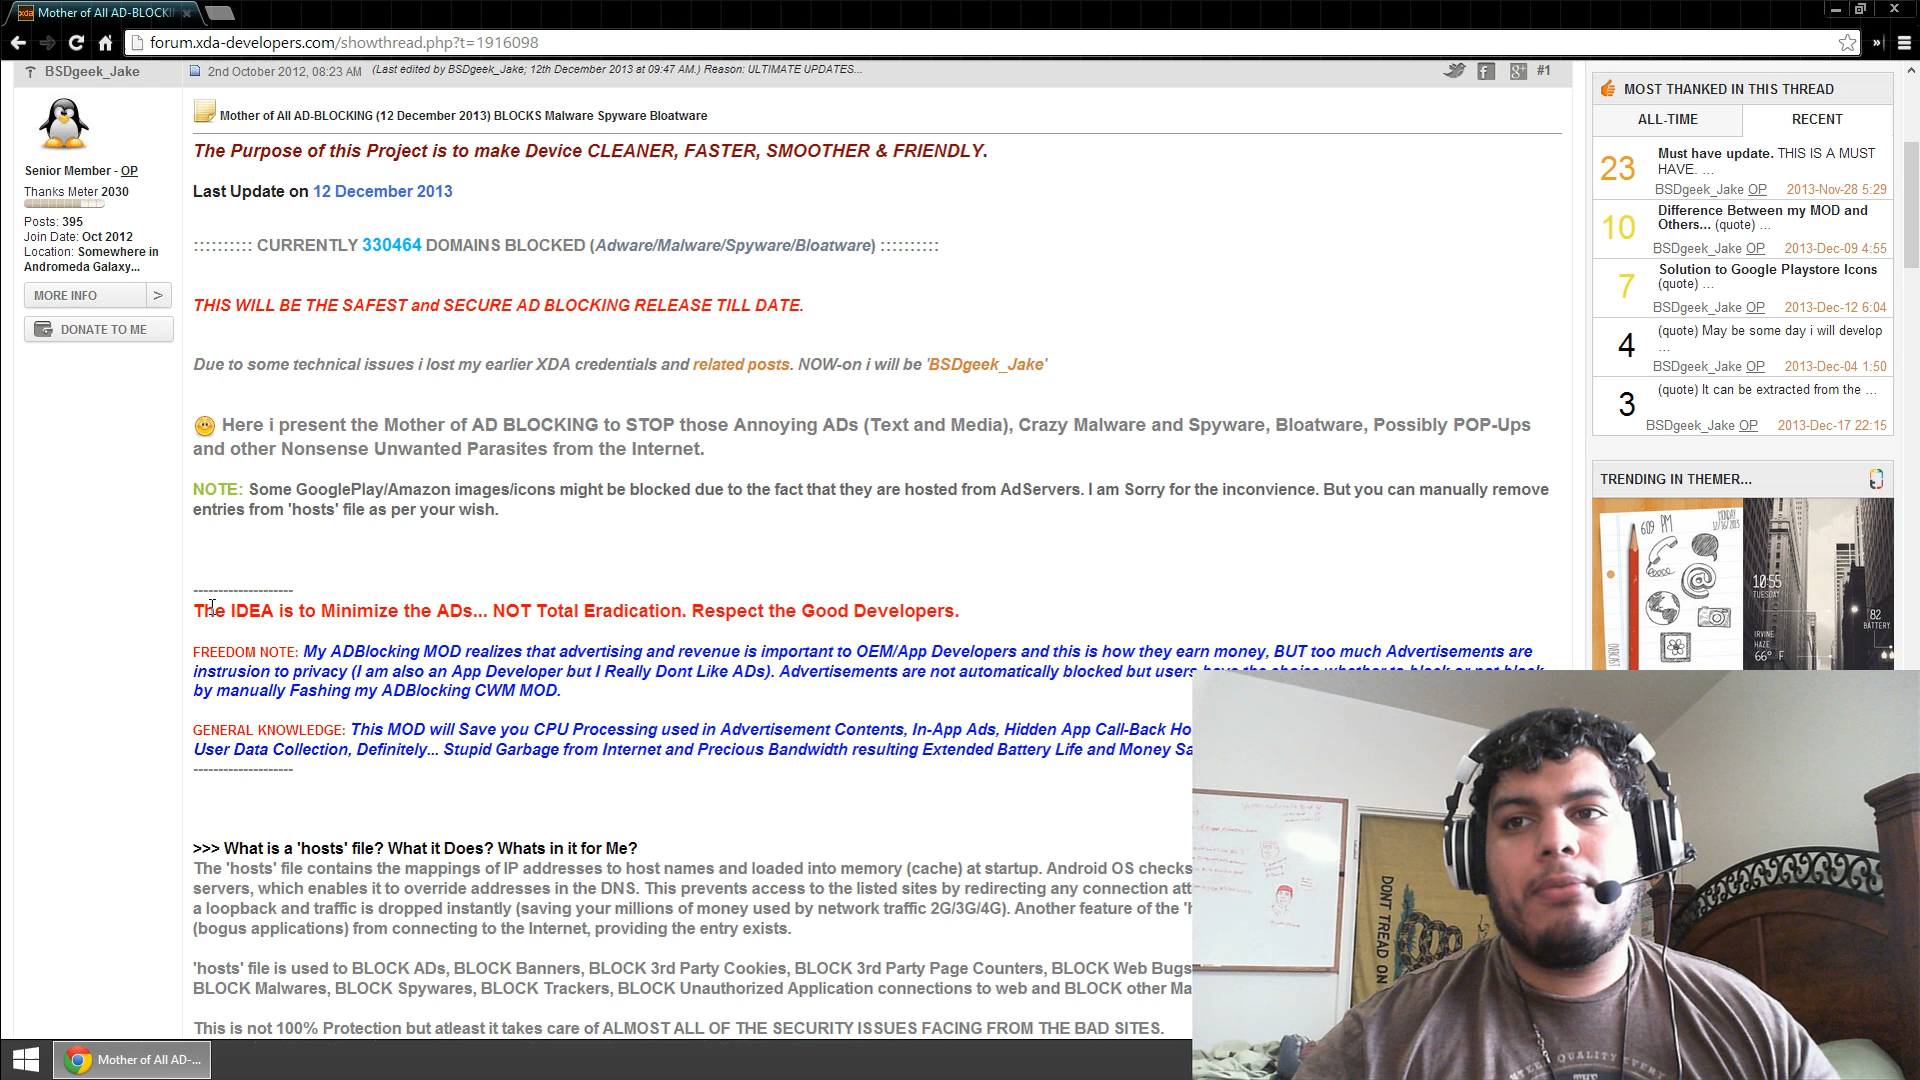 Mother of All AD-BLOCKI
forum.xda-developers.com/showthread.php?t=1916098
BSDgeek_Jake
2nd October 2012, 08:23 AM (Last edited by BSDgeek_Jake; 12th December 2013 at 09:47 AM.) Reason: ULTIMATE UPDATES...
#1
Mother of All AD-BLOCKING (12 December 2013) BLOCKS Malware Spyware Bloatware
The Purpose of this Project is to make Device CLEANER, FASTER, SMOOTHER & FRIENDLY.
Senior Member - OP
Thanks Meter 2030
Posts: 395
Join Date: Oct 2012
Location: Somewhere in
Andromeda Galaxy...
MORE INFO >
DONATE TO ME
Last Update on 12 December 2013
:::::::::: CURRENTLY 330464 DOMAINS BLOCKED (Adware/Malware/Spyware/Bloatware) ::::::::::
THIS WILL BE THE SAFEST and SECURE AD BLOCKING RELEASE TILL DATE.
Due to some technical issues i lost my earlier XDA credentials and related posts. NOW-on i will be 'BSDgeek_Jake'
Here i present the Mother of AD BLOCKING to STOP those Annoying ADs (Text and Media), Crazy Malware and Spyware, Bloatware, Possibly POP-Ups
and other Nonsense Unwanted Parasites from the Internet.
NOTE: Some GooglePlay/Amazon images/icons might be blocked due to the fact that they are hosted from AdServers. I am Sorry for the inconvience. But you can manually remove
entries from 'hosts' file as per your wish.
--------------------
The IDEA is to Minimize the ADs... NOT Total Eradication. Respect the Good Developers.
FREEDOM NOTE: My ADBlocking MOD realizes that advertising and revenue is important to OEM/App Developers and this is how they earn money, BUT too much Advertisements are
instrusion to privacy (I am also an App Developer but I Really Dont Like ADs). Advertisements are not automatically blocked but users have the choice whether to block or not block
by manually Fashing my ADBlocking CWM MOD.
GENERAL KNOWLEDGE: This MOD will Save you CPU Processing used in Advertisement Contents, In-App Ads, Hidden App Call-Back Ho
User Data Collection, Definitely... Stupid Garbage from Internet and Precious Bandwidth resulting Extended Battery Life and Money Sa
--------------------
>>> What is a 'hosts' file? What it Does? Whats in it for Me?
The 'hosts' file contains the mappings of IP addresses to host names and loaded into memory (cache) at startup. Android OS checks
servers, which enables it to override addresses in the DNS. This prevents access to the listed sites by redirecting any connection att
a loopback and traffic is dropped instantly (saving your millions of money used by network traffic 2G/3G/4G). Another feature of the 'h
(bogus applications) from connecting to the Internet, providing the entry exists.
'hosts' file is used to BLOCK ADs, BLOCK Banners, BLOCK 3rd Party Cookies, BLOCK 3rd Party Page Counters, BLOCK Web Bugs
BLOCK Malwares, BLOCK Spywares, BLOCK Trackers, BLOCK Unauthorized Application connections to web and BLOCK other Ma
This is not 100% Protection but atleast it takes care of ALMOST ALL OF THE SECURITY ISSUES FACING FROM THE BAD SITES.
MOST THANKED IN THIS THREAD
ALL-TIME RECENT
23 Must have update. THIS IS A MUST
HAVE. ...
BSDgeek_Jake OP 2013-Nov-28 5:29
10 Difference Between my MOD and
Others... (quote) ...
BSDgeek_Jake OP 2013-Dec-09 4:55
7 Solution to Google Playstore Icons
(quote) ...
BSDgeek_Jake OP 2013-Dec-12 6:04
4 (quote) May be some day i will develop
...
BSDgeek_Jake OP 2013-Dec-04 1:50
3 (quote) It can be extracted from the ...
BSDgeek_Jake OP 2013-Dec-17 22:15
TRENDING IN THEMER...
6:09 PM
MONDAY
10:55
TUESDAY
82
BATTERY
IRVINE
HAZE
66° F
DONT TREAD ON
QUALITY
THE
Mother of All AD-...